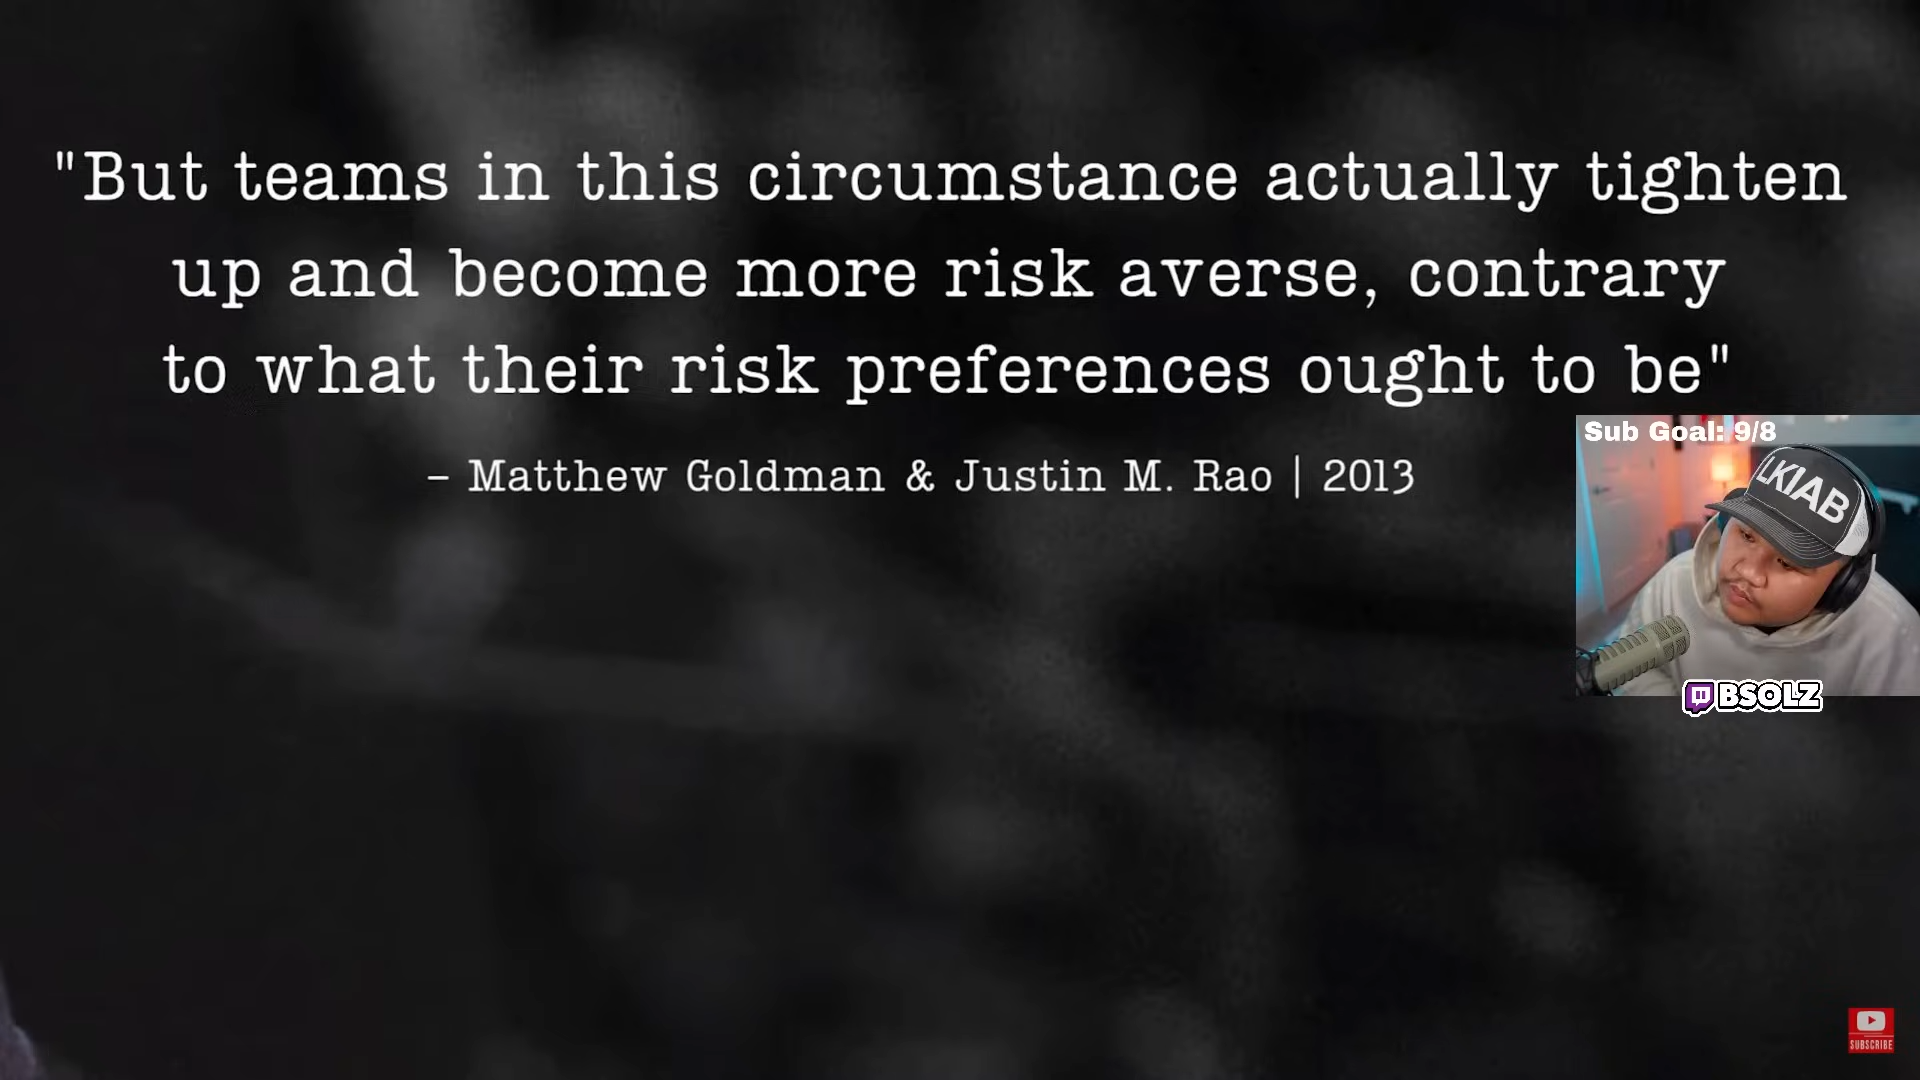 "But teams in this circumstance actually tighten
up and become more risk averse, contrary
to what their risk preferences ought to be"
– Matthew Goldman & Justin M. Rao | 2013
Sub Goal: 9/8
LKIAB
BSOLZ
SUBSCRIBE